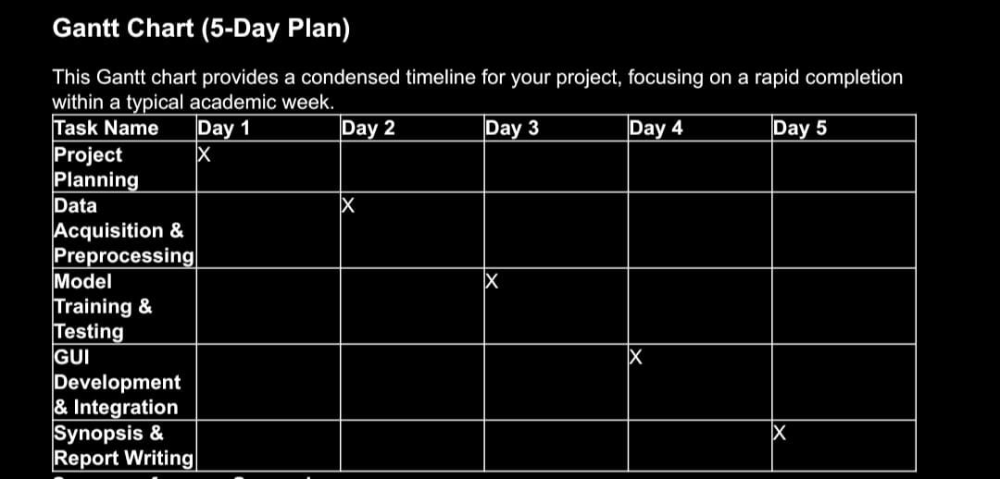 Gantt Chart (5-Day Plan)
This Gantt chart provides a condensed timeline for your project, focusing on a rapid completion
within a typical academic week.
Task Name Day 1 Day 2 Day 3 Day 4 Day 5
Project X
Planning
Data X
Acquisition &
Preprocessing
Model X
Training &
Testing
GUI X
Development
& Integration
Synopsis & X
Report Writing